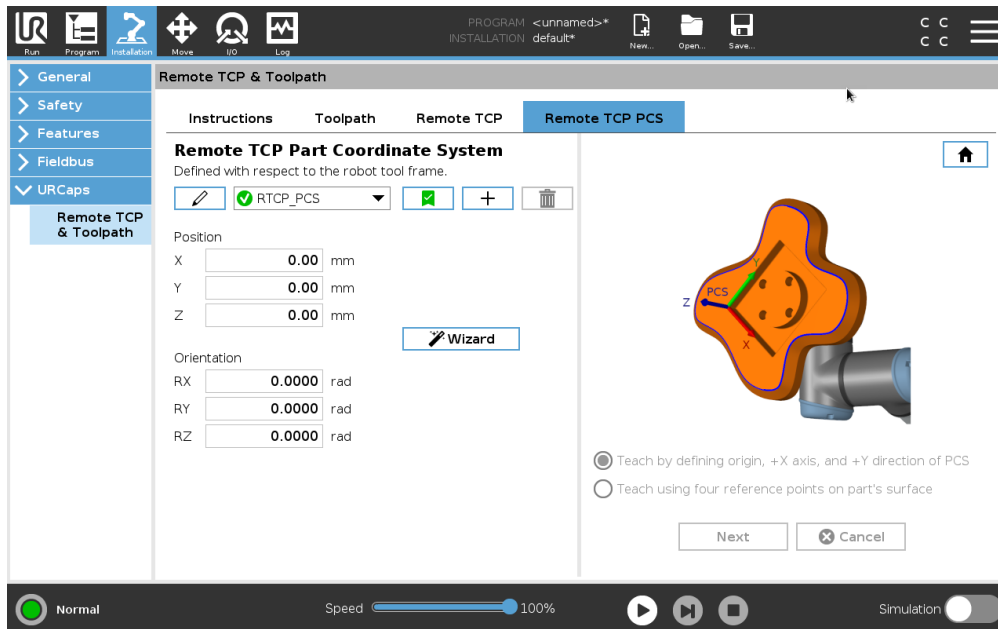 PROGRAM <unnamed>*
INSTALLATION default*
C C
C C
Run Program Installation Move I/O Log New... Open... Save...
General
Safety
Features
Fieldbus
URCaps
Remote TCP
& Toolpath
Remote TCP & Toolpath
Instructions Toolpath Remote TCP Remote TCP PCS
Remote TCP Part Coordinate System
Defined with respect to the robot tool frame.
RTCP_PCS
Position
X 0.00 mm
Y 0.00 mm
Z 0.00 mm
Wizard
Orientation
RX 0.0000 rad
RY 0.0000 rad
RZ 0.0000 rad
Y
PCS
Z
X
Teach by defining origin, +X axis, and +Y direction of PCS
Teach using four reference points on part's surface
Next Cancel
Normal Speed 100% Simulation